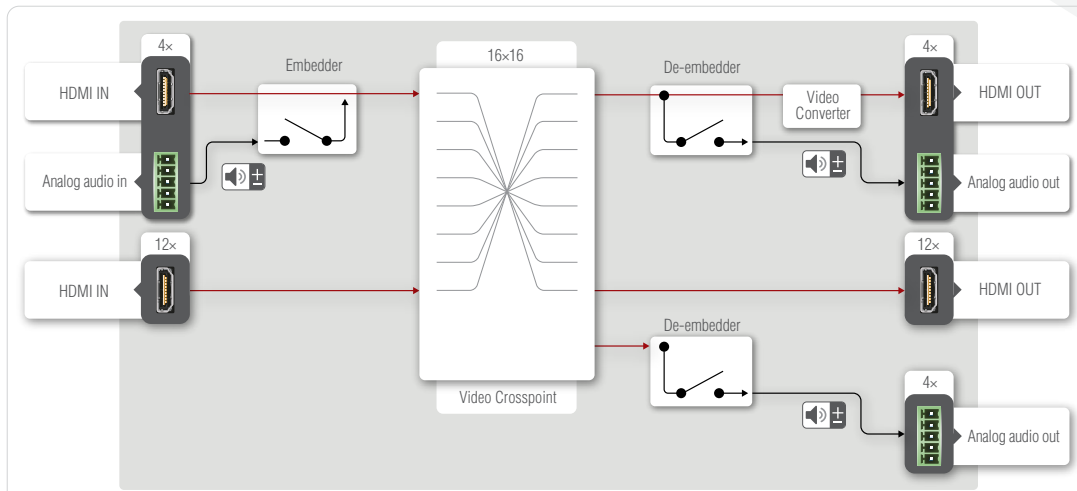 4×
HDMI IN
Analog audio in
±
Embedder
12×
HDMI IN
16×16
Video Crosspoint
De-embedder
Video
Converter
±
4×
HDMI OUT
Analog audio out
12×
HDMI OUT
De-embedder
±
4×
Analog audio out